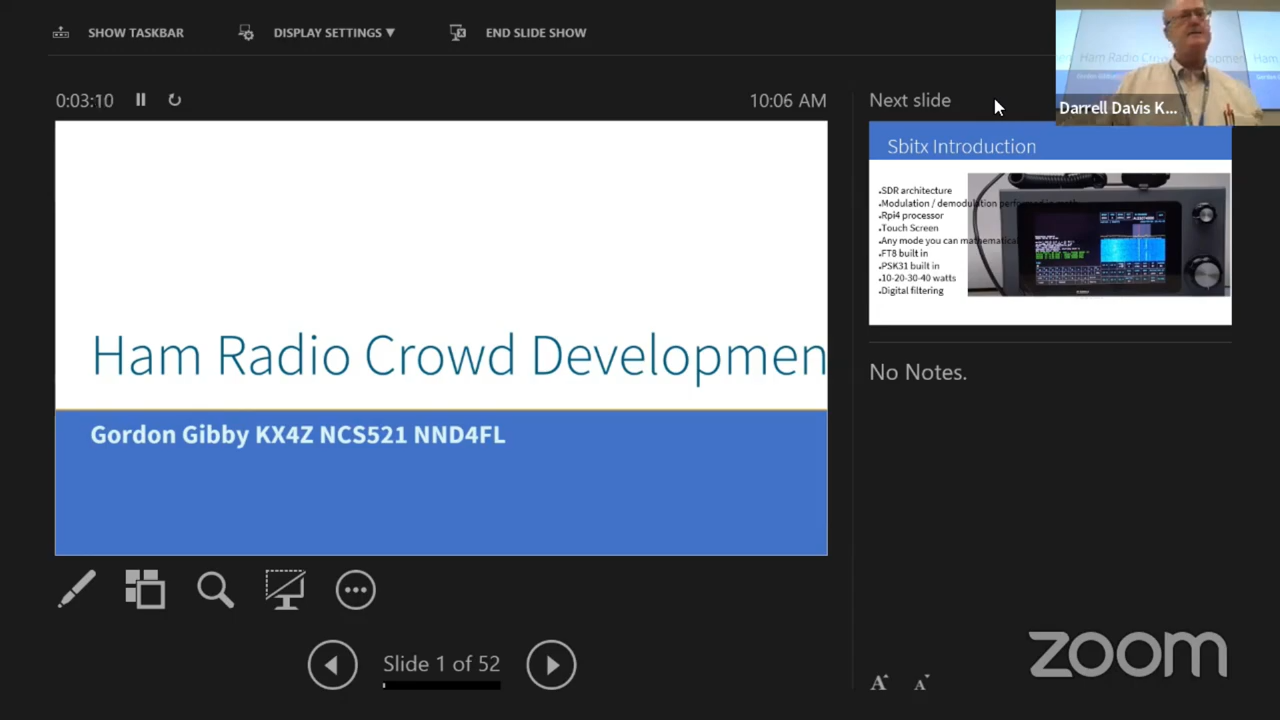 SHOW TASKBAR
DISPLAY SETTINGS ▼
END SLIDE SHOW
0:03:10
10:06 AM
Next slide
Darrell Davis K...
Ham Radio Crowd Developmen
Gordon Gibby KX4Z NCS521 NND4FL
Sbitx Introduction
•SDR architecture
•Modulation / demodulation performed in
•Rpi4 processor
•Touch Screen
•Any mode you can mathematica
•FT8 built in
•PSK31 built in
•10-20-30-40 watts
•Digital filtering
No Notes.
Slide 1 of 52
zoom
A A